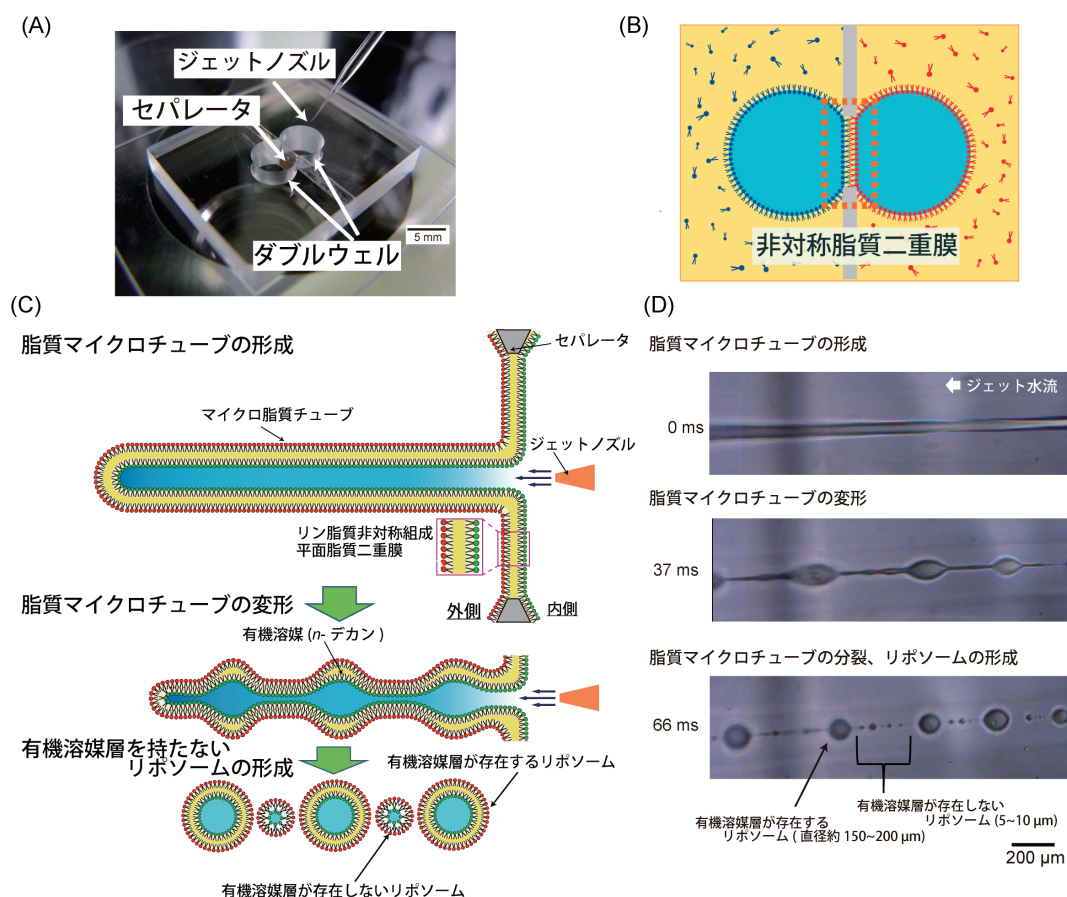 (A)
ジェットノズル
セパレータ
ダブルウェル
5 mm
(B)
非対称脂質二重膜
(C)
脂質マイクロチューブの形成
セパレータ
マイクロ脂質チューブ
ジェットノズル
リン脂質非対称組成
平面脂質二重膜
外側
内側
脂質マイクロチューブの変形
有機溶媒 (n- デカン )
有機溶媒層を持たない
リポソームの形成
有機溶媒層が存在するリポソーム
有機溶媒層が存在しないリポソーム
(D)
脂質マイクロチューブの形成
ジェット水流
0 ms
脂質マイクロチューブの変形
37 ms
脂質マイクロチューブの分裂、リポソームの形成
66 ms
有機溶媒層が存在しない
リポソーム (5~10 μm)
有機溶媒層が存在する
リポソーム ( 直径約 150~200 μm)
200 μm